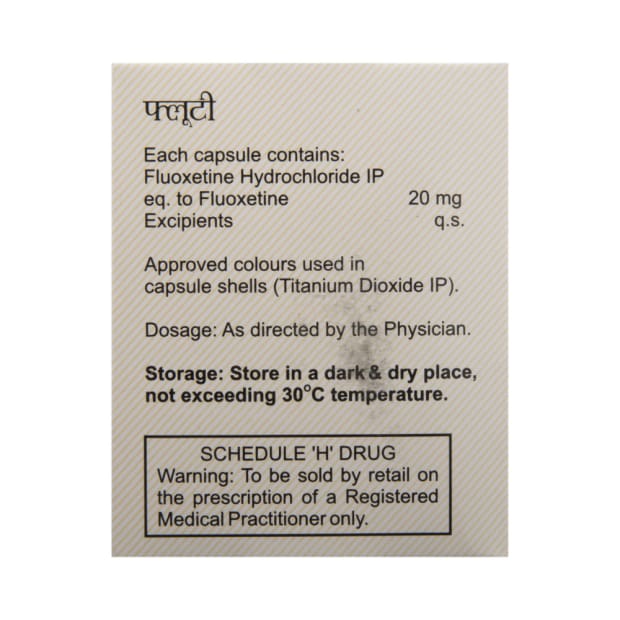 फ्लूटी
Each capsule contains:
Fluoxetine Hydrochloride IP
eq. to Fluoxetine 20 mg
Excipients q.s.
Approved colours used in
capsule shells (Titanium Dioxide IP).
Dosage: As directed by the Physician.
Storage: Store in a dark & dry place,
not exceeding 30°C temperature.
SCHEDULE 'H' DRUG
Warning: To be sold by retail on
the prescription of a Registered
Medical Practitioner only.